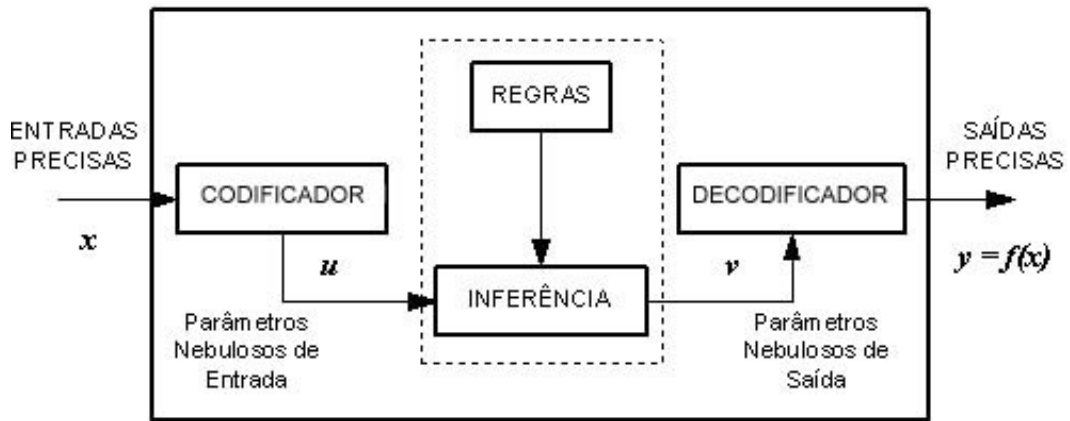 ENTRADAS
PRECISAS
x
CODIFICADOR
u
Parâmetros
Nebulosos de
Entrada
REGRAS
INFERÊNCIA
DECODIFICADOR
v
Parâmetros
Nebulosos de
Saída
SAÍDAS
PRECISAS
y = f(x)